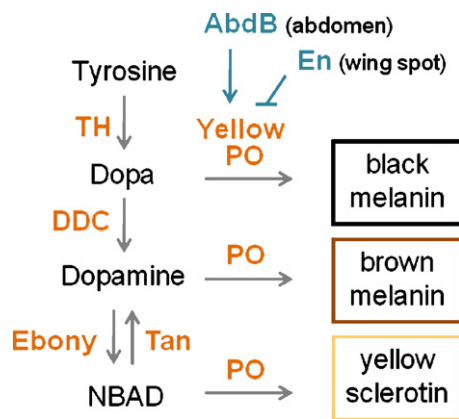 AbdB (abdomen)
En (wing spot)
Tyrosine
TH
Yellow
PO
Dopa
black
melanin
DDC
Dopamine
PO
brown
melanin
Ebony
Tan
NBAD
PO
yellow
sclerotin